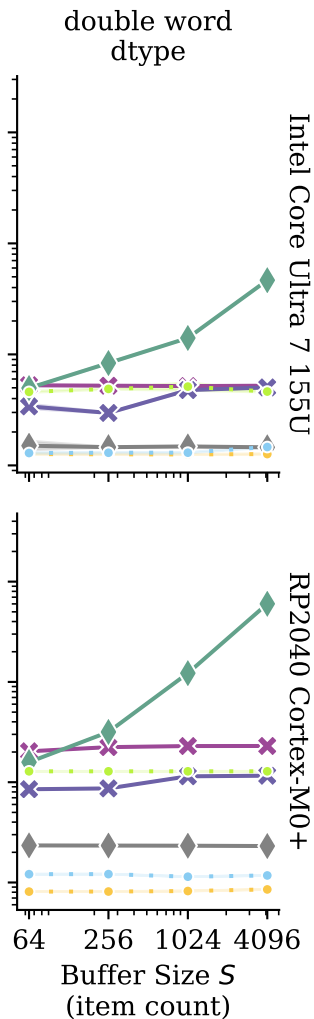 double word
dtype
Intel Core Ultra 7 155U
RP2040 Cortex-M0+
64 256 1024 4096
Buffer Size S
(item count)